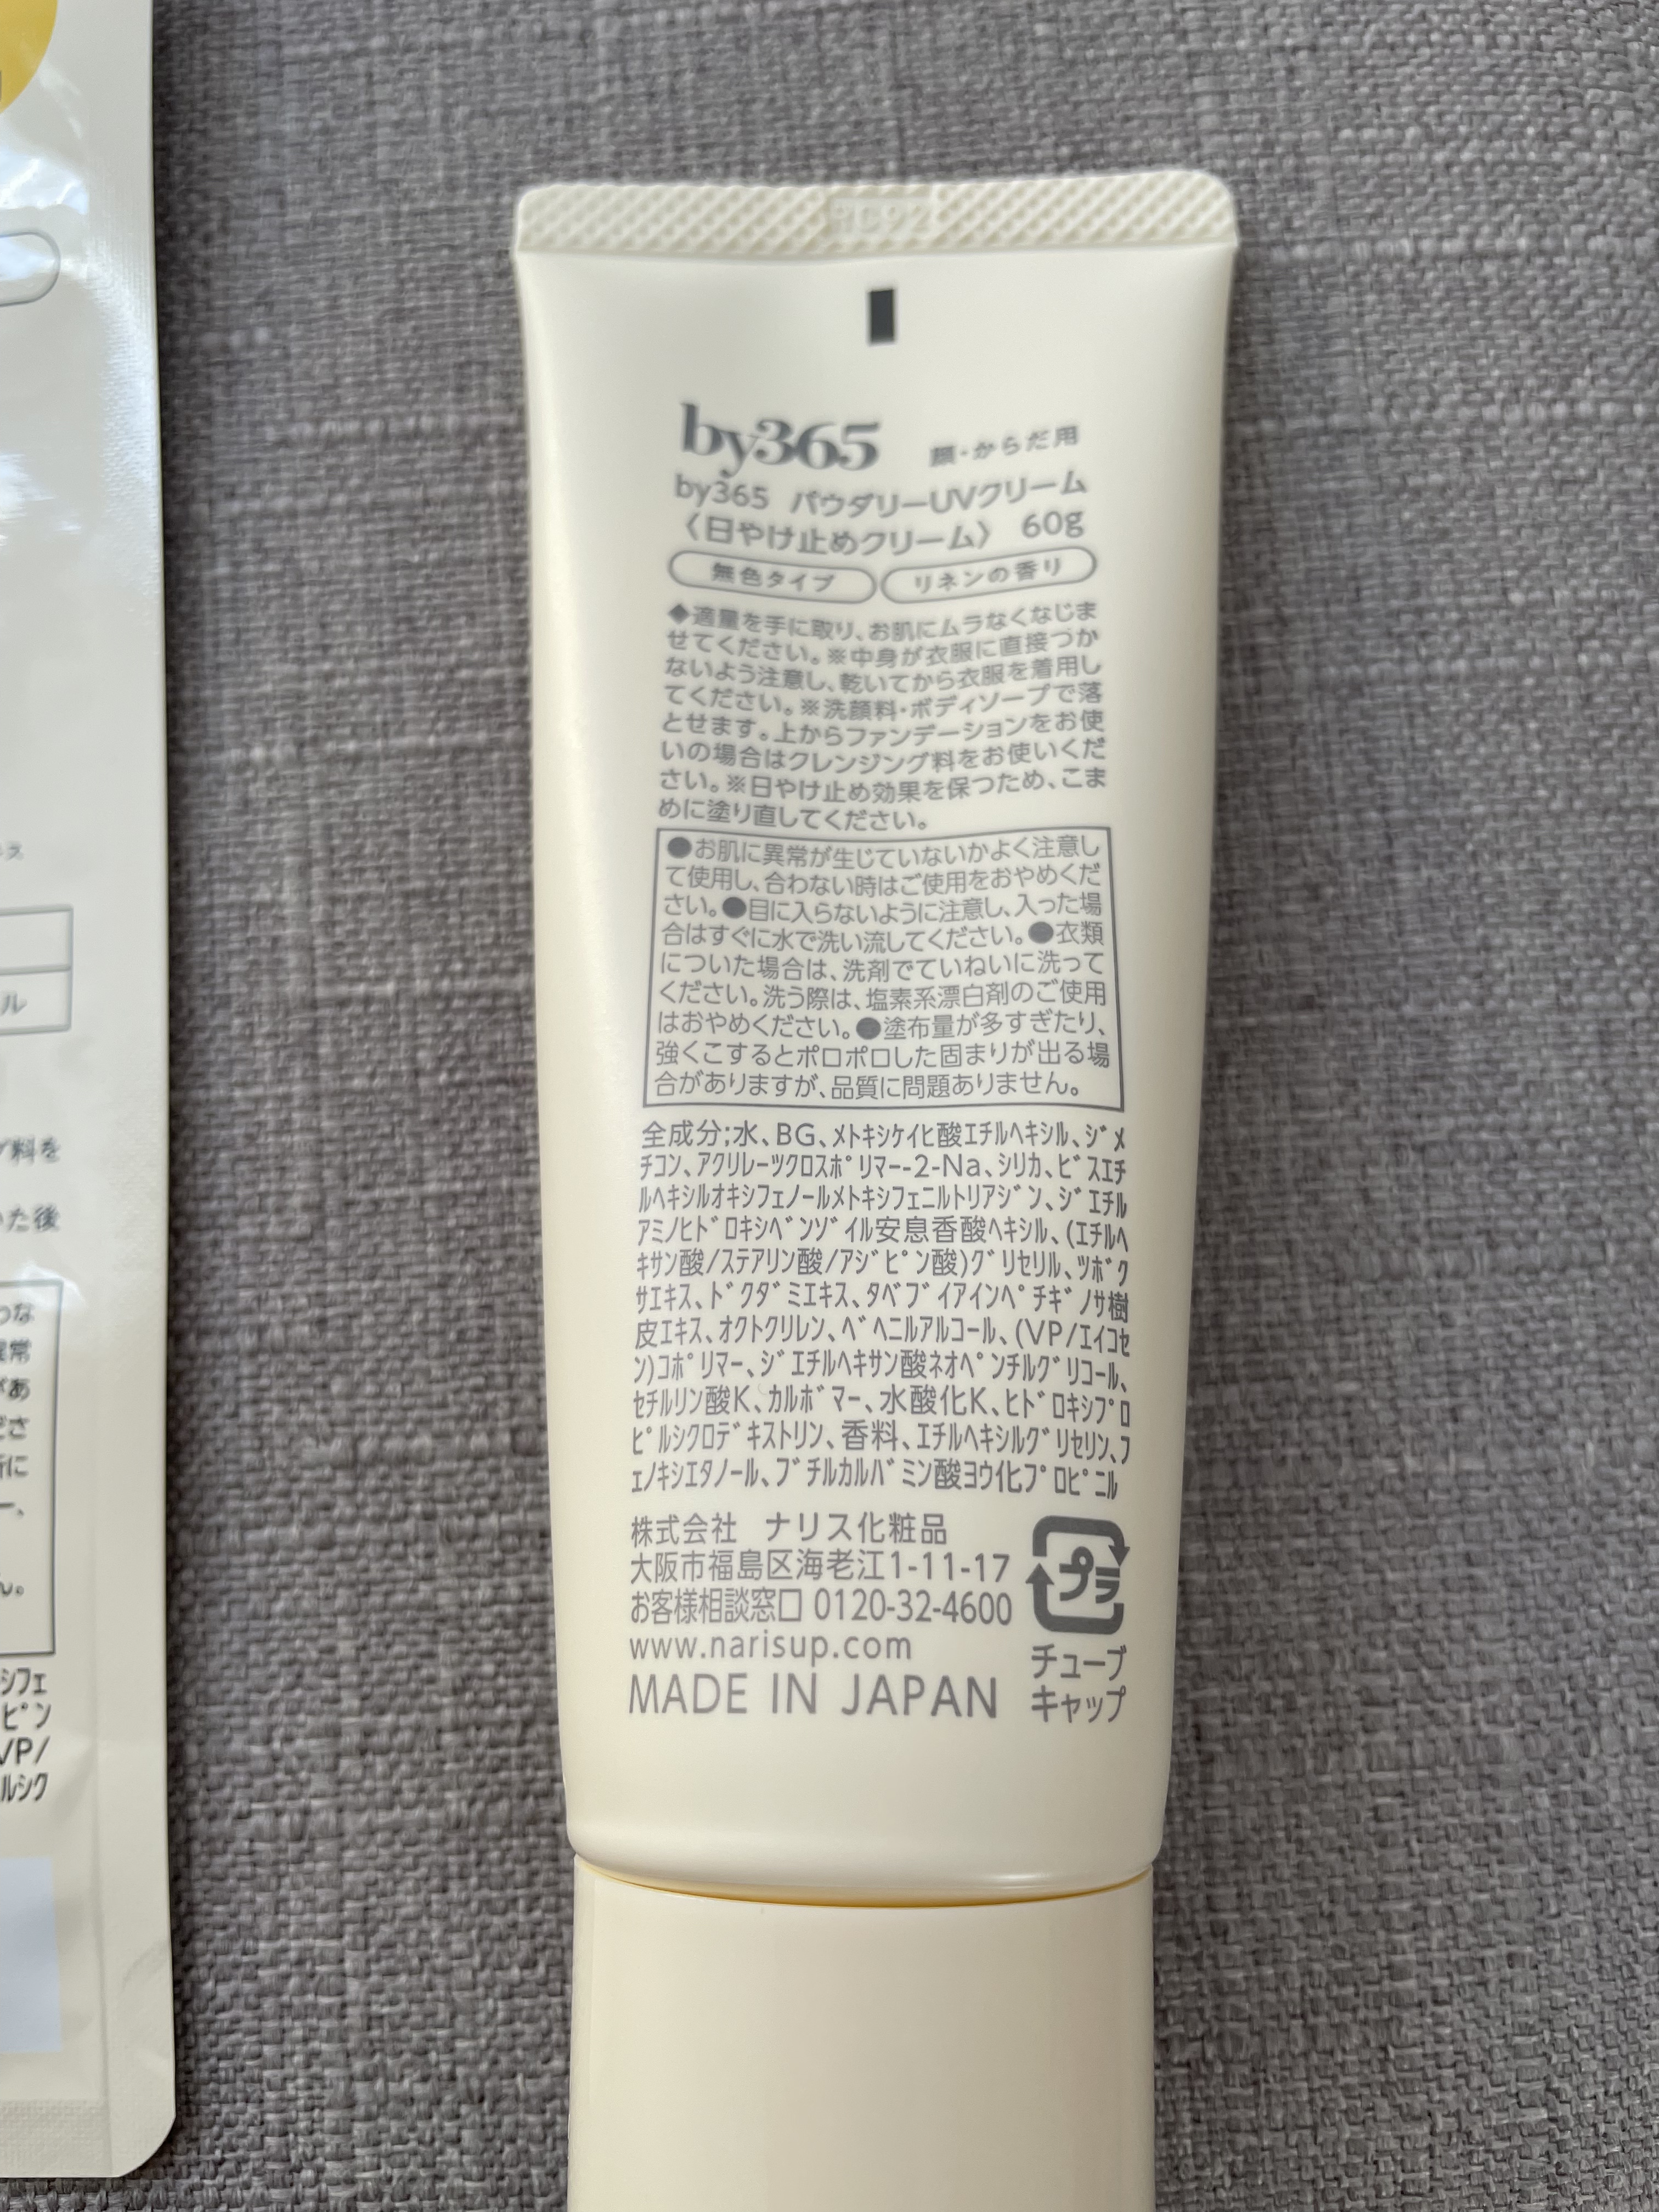 by365 顔・からだ用
by365 パウダリーUVクリーム
〈日やけ止めクリーム〉 60g
無色タイプ リネンの香り
◆適量を手に取り、お肌にムラなくなじま
せてください。※中身が衣服に直接つか
ないよう注意し、乾いてから衣服を着用し
てください。※洗顔料・ボディソープで落
とせます。上からファンデーションをお使
いの場合はクレンジング料をお使いくだ
さい。※日やけ止め効果を保つため、こま
めに塗り直してください。
●お肌に異常が生じていないかよく注意し
て使用し、合わない時はご使用をおやめくだ
さい。●目に入らないように注意し、入った場
合はすぐに水で洗い流してください。●衣類
についた場合は、洗剤でていねいに洗って
ください。洗う際は、塩素系漂白剤のご使用
はおやめください。●塗布量が多すぎたり、
強くこするとポロポロした固まりが出る場
合がありますが、品質に問題ありません。
全成分;水、BG、ﾒﾄｷｼｹｲﾋ酸ｴﾁﾙﾍｷｼﾙ、ｼﾞﾒ
ﾁｺﾝ、ｱｸﾘﾚｰﾂｸﾛｽﾎﾟﾘﾏｰ-2-Na、ｼﾘｶ、ﾋﾞｽｴﾁ
ﾙﾍｷｼﾙｵｷｼﾌｪﾉｰﾙﾒﾄｷｼﾌｪﾆﾙﾄﾘｱｼﾞﾝ、ｼﾞｴﾁﾙ
ｱﾐﾉﾋﾄﾞﾛｷｼﾍﾞﾝｿﾞｲﾙ安息香酸ﾍｷｼﾙ、(ｴﾁﾙﾍ
ｷｻﾝ酸/ｽﾃｱﾘﾝ酸/ｱｼﾞﾋﾟﾝ酸)ｸﾞﾘｾﾘﾙ、ﾂﾎﾞｸ
ｻｴｷｽ、ﾄﾞｸﾀﾞﾐｴｷｽ、ﾀﾍﾞﾌﾞｲｱｲﾝﾍﾟﾁｷﾞﾉｻ樹
皮ｴｷｽ、ｵｸﾄｸﾘﾚﾝ、ﾍﾞﾍﾆﾙｱﾙｺｰﾙ、(VP/ｴｲｺｾ
ﾝ)ｺﾎﾟﾘﾏｰ、ｼﾞｴﾁﾙﾍｷｻﾝ酸ﾈｵﾍﾟﾝﾁﾙｸﾞﾘｺｰﾙ、
ｾﾁﾙﾘﾝ酸K、ｶﾙﾎﾞﾏｰ、水酸化K、ﾋﾄﾞﾛｷｼﾌﾟﾛ
ﾋﾟﾙｼｸﾛﾃﾞｷｽﾄﾘﾝ、香料、ｴﾁﾙﾍｷｼﾙｸﾞﾘｾﾘﾝ、ﾌ
ｪﾉｷｼｴﾀﾉｰﾙ、ﾌﾞﾁﾙｶﾙﾊﾞﾐﾝ酸ﾖｳ化ﾌﾟﾛﾋﾟﾆﾙ
株式会社 ナリス化粧品
大阪市福島区海老江1-11-17
お客様相談窓口 0120-32-4600
www.narisup.com
MADE IN JAPAN
プラ
チューブ
キャップ
ル
料を
た後
な
常
あ
ださ
に
ん。
ｼﾌｪ
ﾋﾟﾝ
VP/
ﾙｼｸ